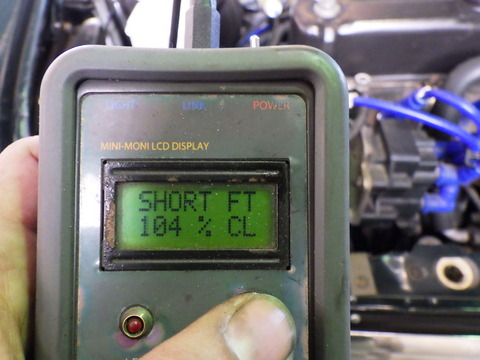 LIGHT LINK POWER
MINI-MONI LCD DISPLAY
SHORT FT
104 % CL